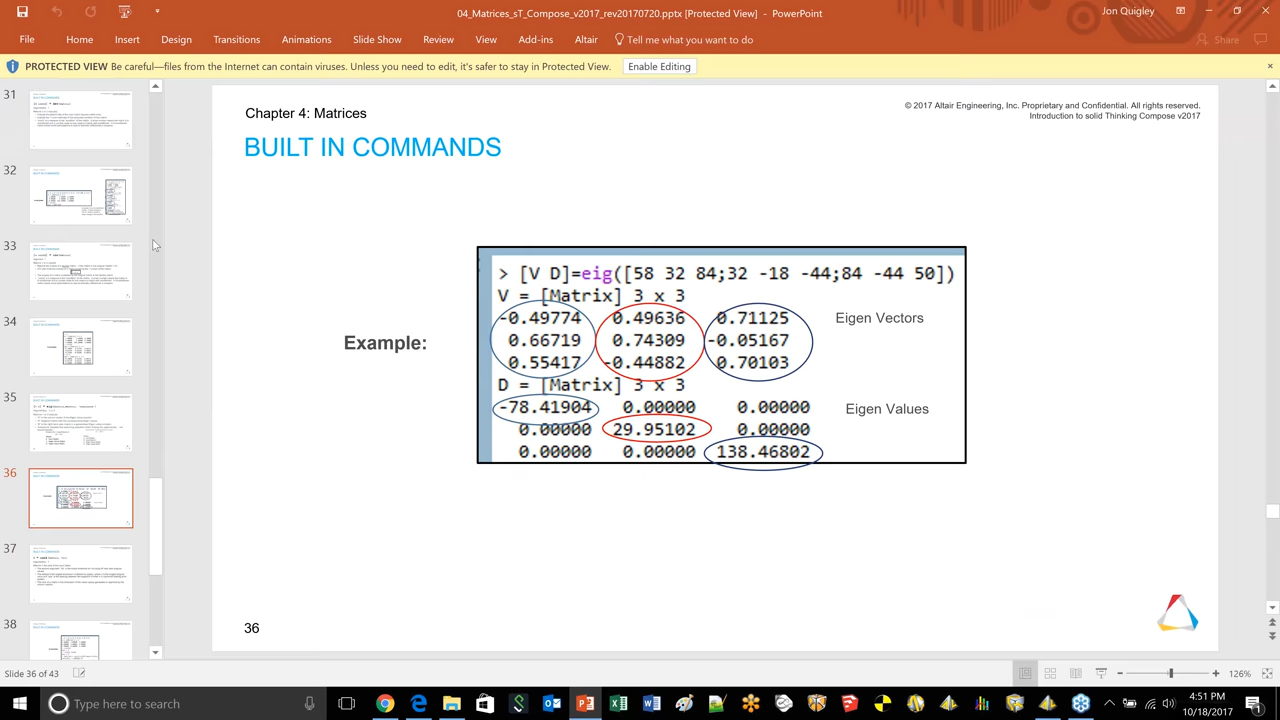 04_Matrices_sT_Compose_v2017_rev20170720.pptx [Protected View] - PowerPoint
Jon Quigley
File Home Insert Design Transitions Animations Slide Show Review View Add-ins Altair Tell me what you want to do Share
PROTECTED VIEW Be careful—files from the Internet can contain viruses. Unless you need to edit, it's safer to stay in Protected View. Enable Editing
31
32
33
34
35
36
37
38
Chapter 4: Matrices
© 2017 Altair Engineering, Inc. Proprietary and Confidential. All rights reserved.
Introduction to solid Thinking Compose v2017
BUILT IN COMMANDS
Example:
[V D]=eig([58 32 84;32 -18 -44;84 -44 50])
V = [Matrix] 3 x 3
-0.49774 0.49636 0.71125 Eigen Vectors
0.66719 0.74309 -0.05167
0.55417 -0.44882 0.70103
D = [Matrix] 3 x 3
-78.41904 0.00000 0.00000 Eigen Values
0.00000 29.95102 0.00000
0.00000 0.00000 138.46802
36
Slide 36 of 43
126%
Type here to search
4:51 PM
10/18/2017